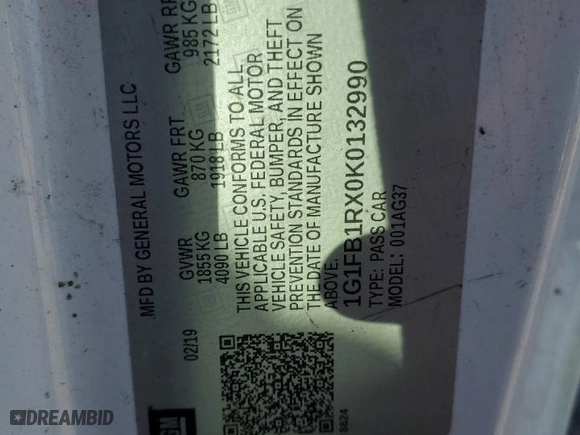 MFD BY GENERAL MOTORS LLC
02/19
GVWR
1855 KG
4090 LB
GAWR FRT
870 KG
1918 LB
GAWR RR
985 KG
2172 LB
THIS VEHICLE CONFORMS TO ALL
APPLICABLE U.S. FEDERAL MOTOR
VEHICLE SAFETY, BUMPER, AND THEFT
PREVENTION STANDARDS IN EFFECT ON
THE DATE OF MANUFACTURE SHOWN
ABOVE.
1G1FB1RX0K0132990
TYPE: PASS CAR
MODEL: 001AG37
8624
GM
DREAMBID